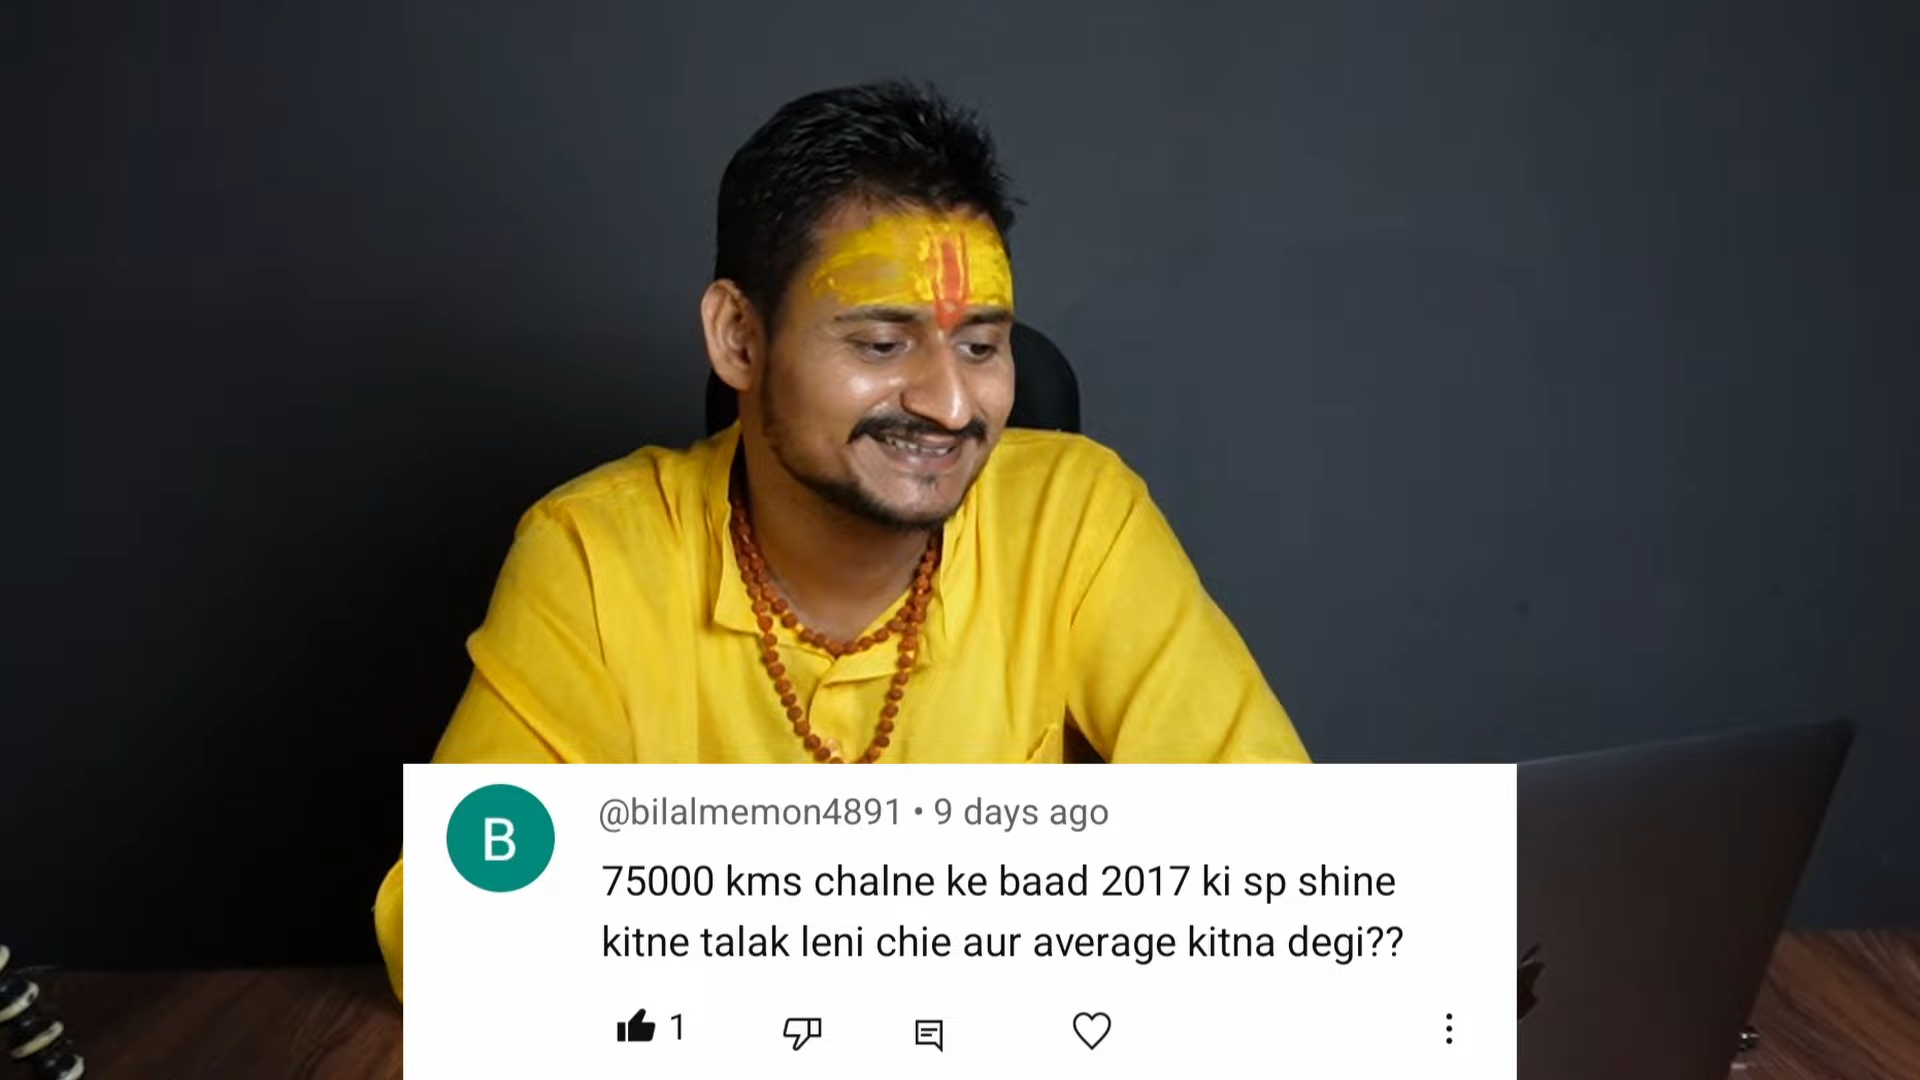 B
@bilalmemon4891 • 9 days ago
75000 kms chalne ke baad 2017 ki sp shine
kitne talak leni chie aur average kitna degi??
1